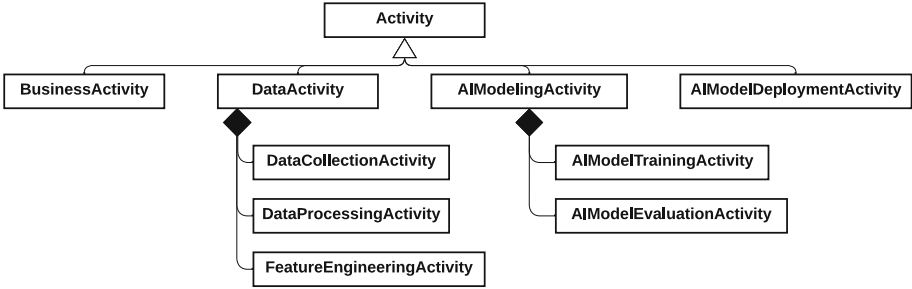 Activity
BusinessActivity
DataActivity
AIModelingActivity
AIModelDeploymentActivity
DataCollectionActivity
AIModelTrainingActivity
DataProcessingActivity
AIModelEvaluationActivity
FeatureEngineeringActivity